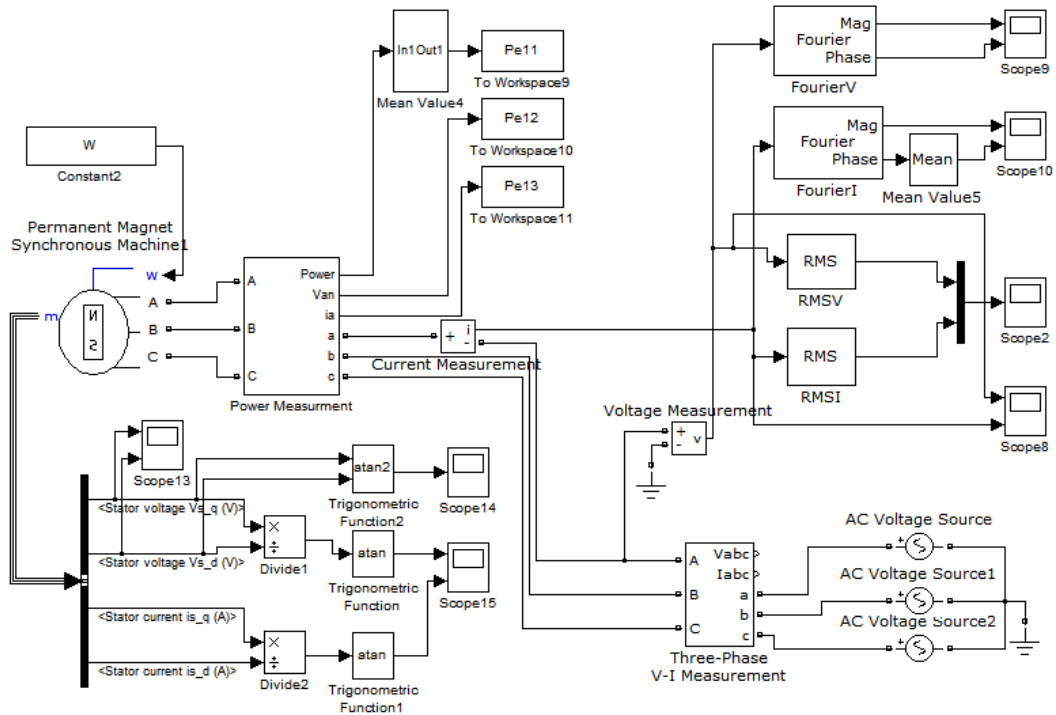 In1 Out1
Mean Value4
Pe11
To Workspace9
Pe12
To Workspace10
Pe13
To Workspace11
Mag
Fourier
Phase
FourierV
Scope9
Mag
Fourier
Phase
FourierI
Mean
Mean Value5
Scope10
W
Constant2
Permanent Magnet
Synchronous Machine1
w
m
N
S
A
B
C
A
B
C
Power
Van
ia
a
b
c
Power Measurment
+
-
i
Current Measurement
RMS
RMSV
RMS
RMSI
Scope2
Scope8
Voltage Measurement
+
-
v
Scope13
<Stator voltage Vs_q (V)>
<Stator voltage Vs_d (V)>
<Stator current is_q (A)>
<Stator current is_d (A)>
atan2
Trigonometric
Function2
Scope14
×
÷
Divide1
atan
Trigonometric
Function
Scope15
×
÷
Divide2
atan
Trigonometric
Function1
A
B
C
Vabc
Iabc
a
b
c
Three-Phase
V-I Measurement
AC Voltage Source
+
AC Voltage Source1
+
AC Voltage Source2
+